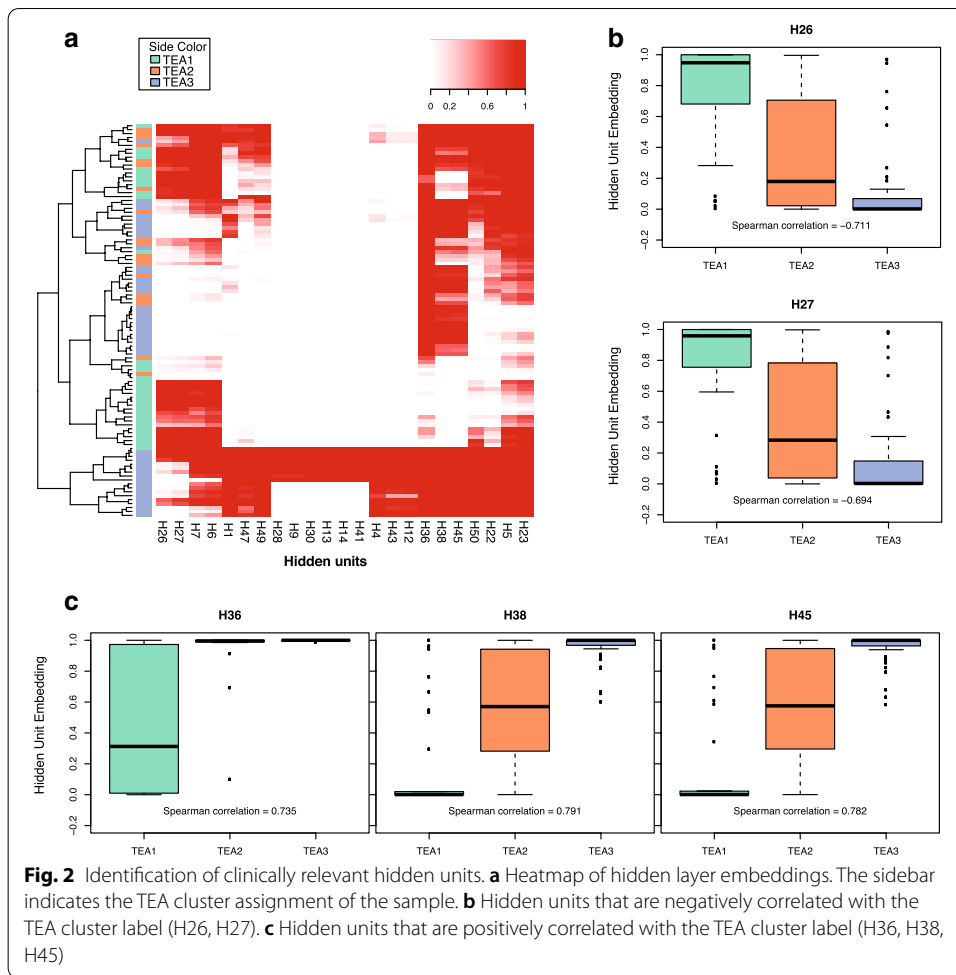 a
Side Color
TEA1
TEA2
TEA3
0 0.2 0.6 1
H26 H27 H7 H6 H1 H47 H49 H28 H9 H30 H13 H14 H41 H4 H43 H12 H36 H38 H45 H50 H22 H5 H23
Hidden units
b
H26
Hidden Unit Embedding
1.0
0.8
0.6
0.4
0.2
0.0
−0.2
Spearman correlation = −0.711
TEA1 TEA2 TEA3
H27
Hidden Unit Embedding
1.0
0.8
0.6
0.4
0.2
0.0
−0.2
Spearman correlation = −0.694
TEA1 TEA2 TEA3
c
H36
Hidden Unit Embedding
1.0
0.8
0.6
0.4
0.2
0.0
−0.2
Spearman correlation = 0.735
TEA1 TEA2 TEA3
H38
Spearman correlation = 0.791
TEA1 TEA2 TEA3
H45
Spearman correlation = 0.782
TEA1 TEA2 TEA3
Fig. 2 Identification of clinically relevant hidden units. a Heatmap of hidden layer embeddings. The sidebar
indicates the TEA cluster assignment of the sample. b Hidden units that are negatively correlated with the
TEA cluster label (H26, H27). c Hidden units that are positively correlated with the TEA cluster label (H36, H38,
H45)